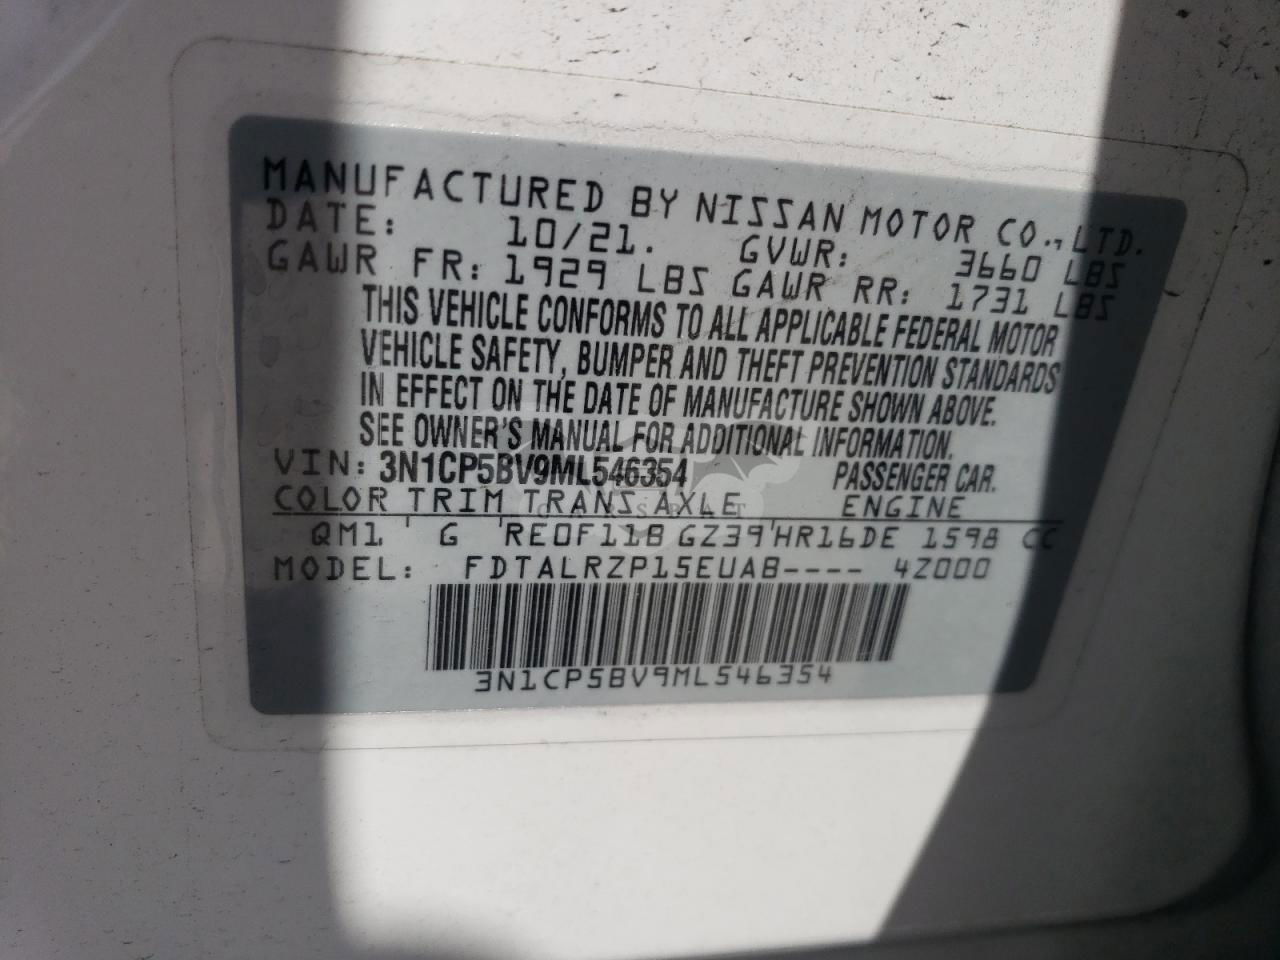 MANUFACTURED BY NISSAN MOTOR CO., LTD.
DATE: 10/21. GVWR: 3660 LBS
GAWR FR: 1929 LBS GAWR RR: 1731 LBS
THIS VEHICLE CONFORMS TO ALL APPLICABLE FEDERAL MOTOR
VEHICLE SAFETY, BUMPER AND THEFT PREVENTION STANDARDS
IN EFFECT ON THE DATE OF MANUFACTURE SHOWN ABOVE.
SEE OWNER'S MANUAL FOR ADDITIONAL INFORMATION.
VIN: 3N1CP5BV9ML546354 PASSENGER CAR.
COLOR TRIM TRANS AXLE ENGINE
QM1 ' G ' RE0F11B GZ39'HR16DE 1598 CC
MODEL: FDTALRZP15EUAB---- 4Z000
3N1CP5BV9ML546354